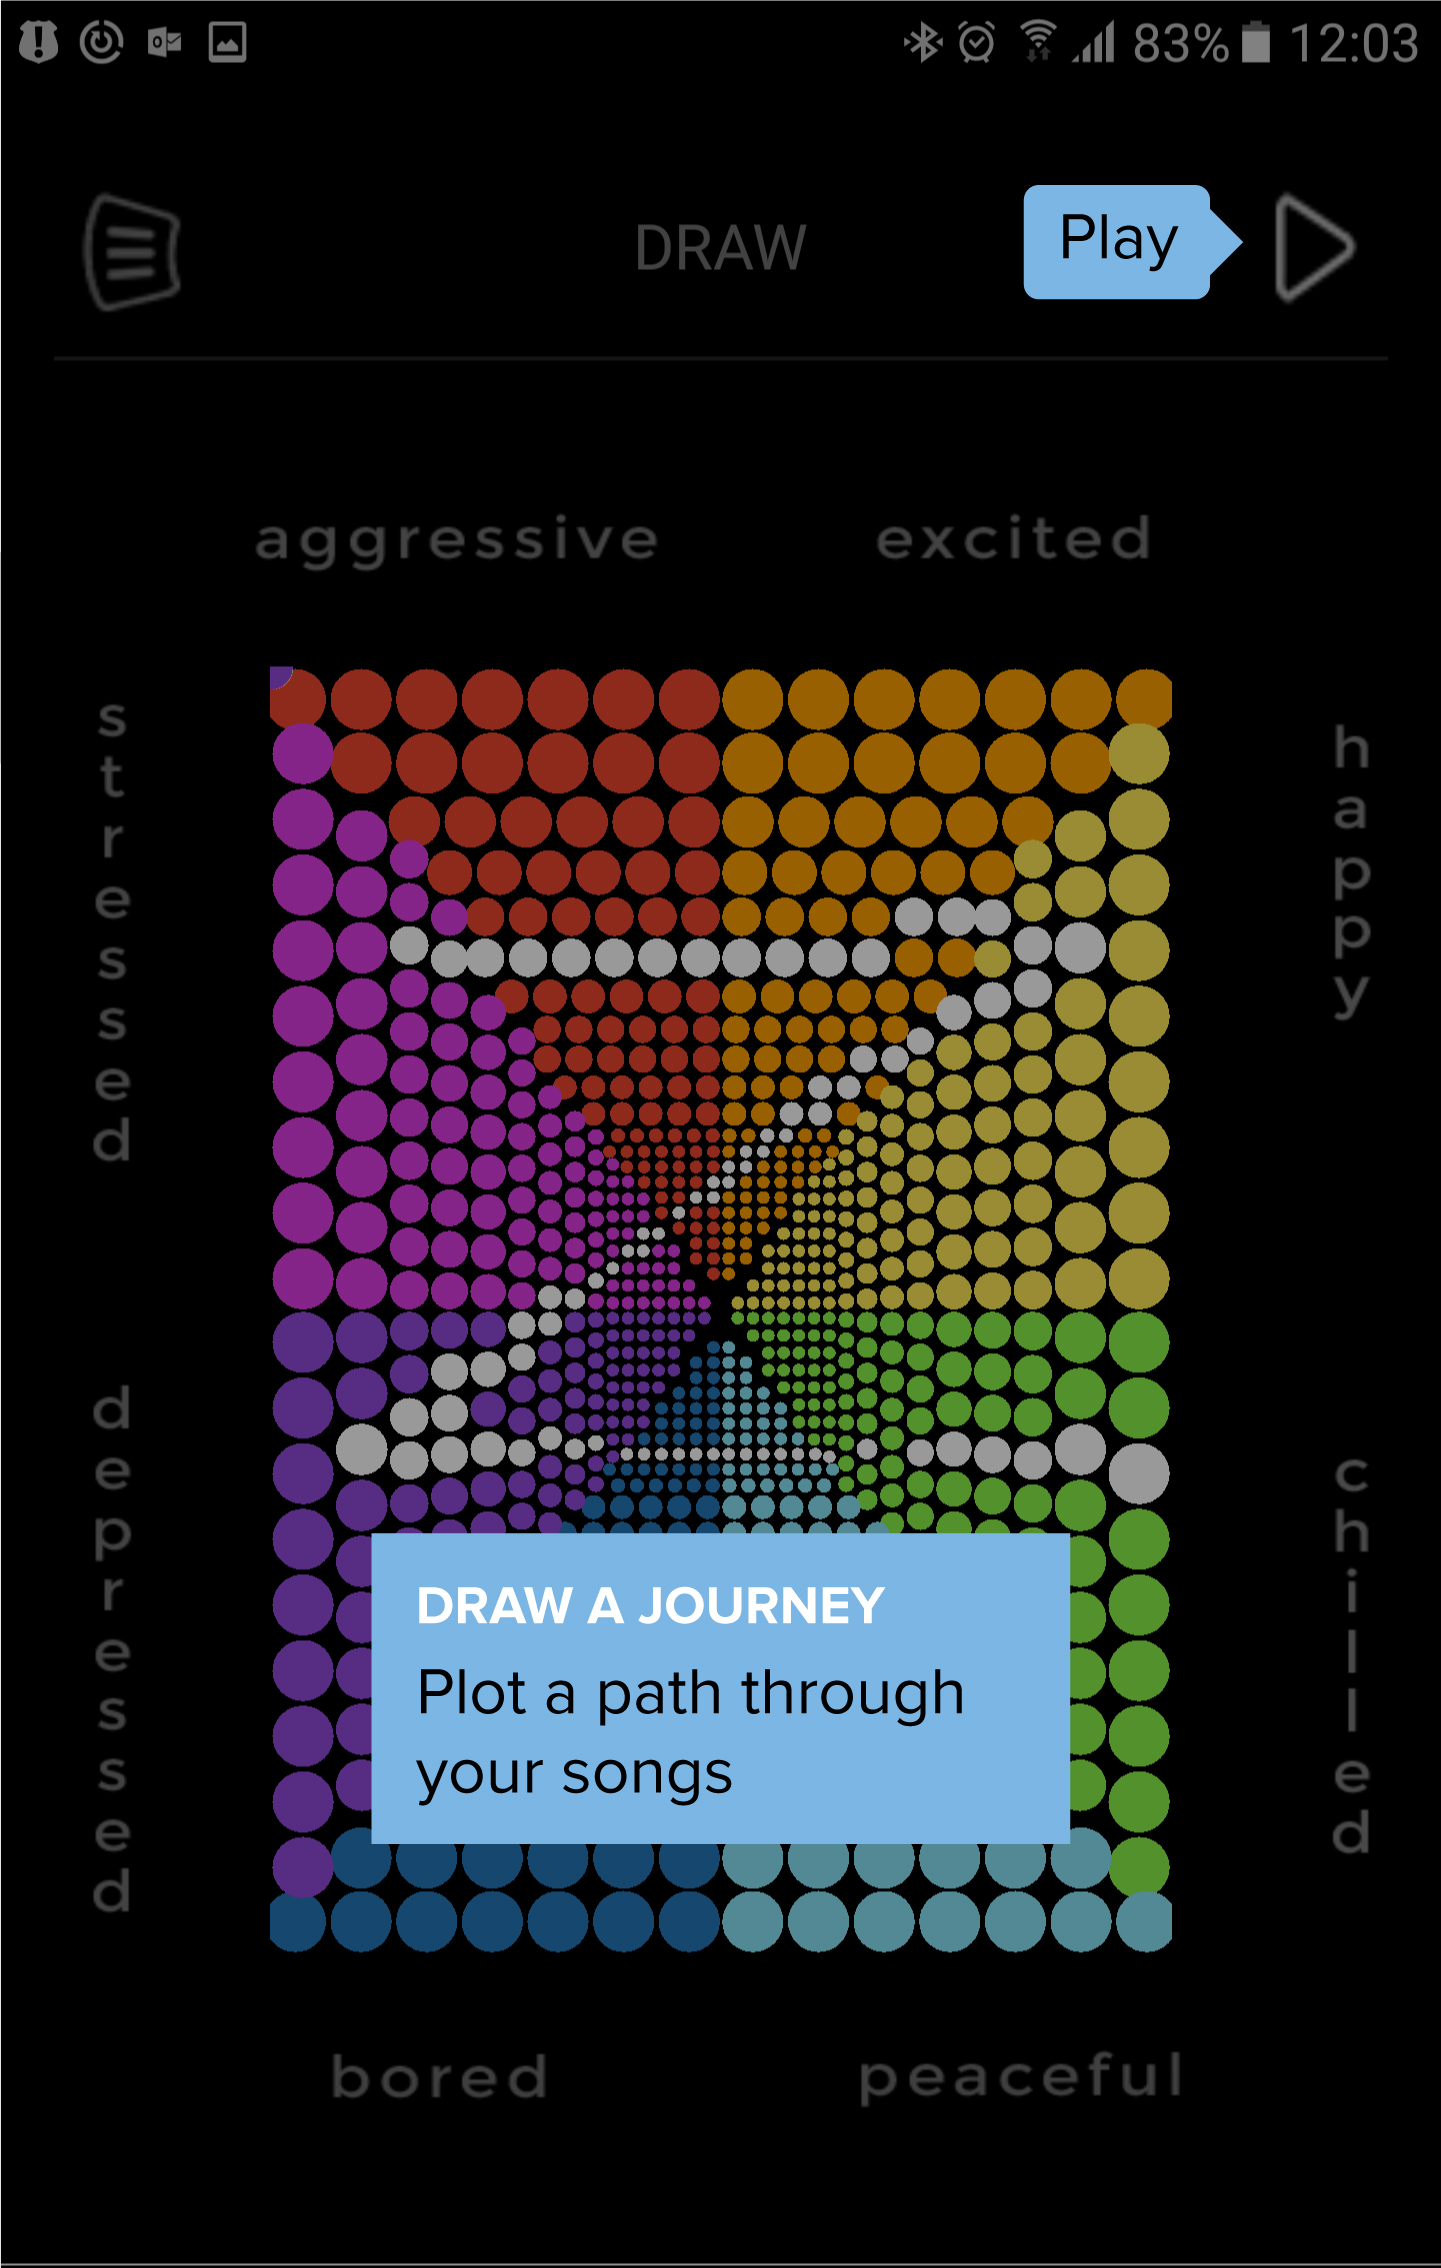 83% 12:03
DRAW
Play
aggressive
excited
stressed
happy
depressed
chilled
DRAW A JOURNEY
Plot a path through
your songs
bored
peaceful